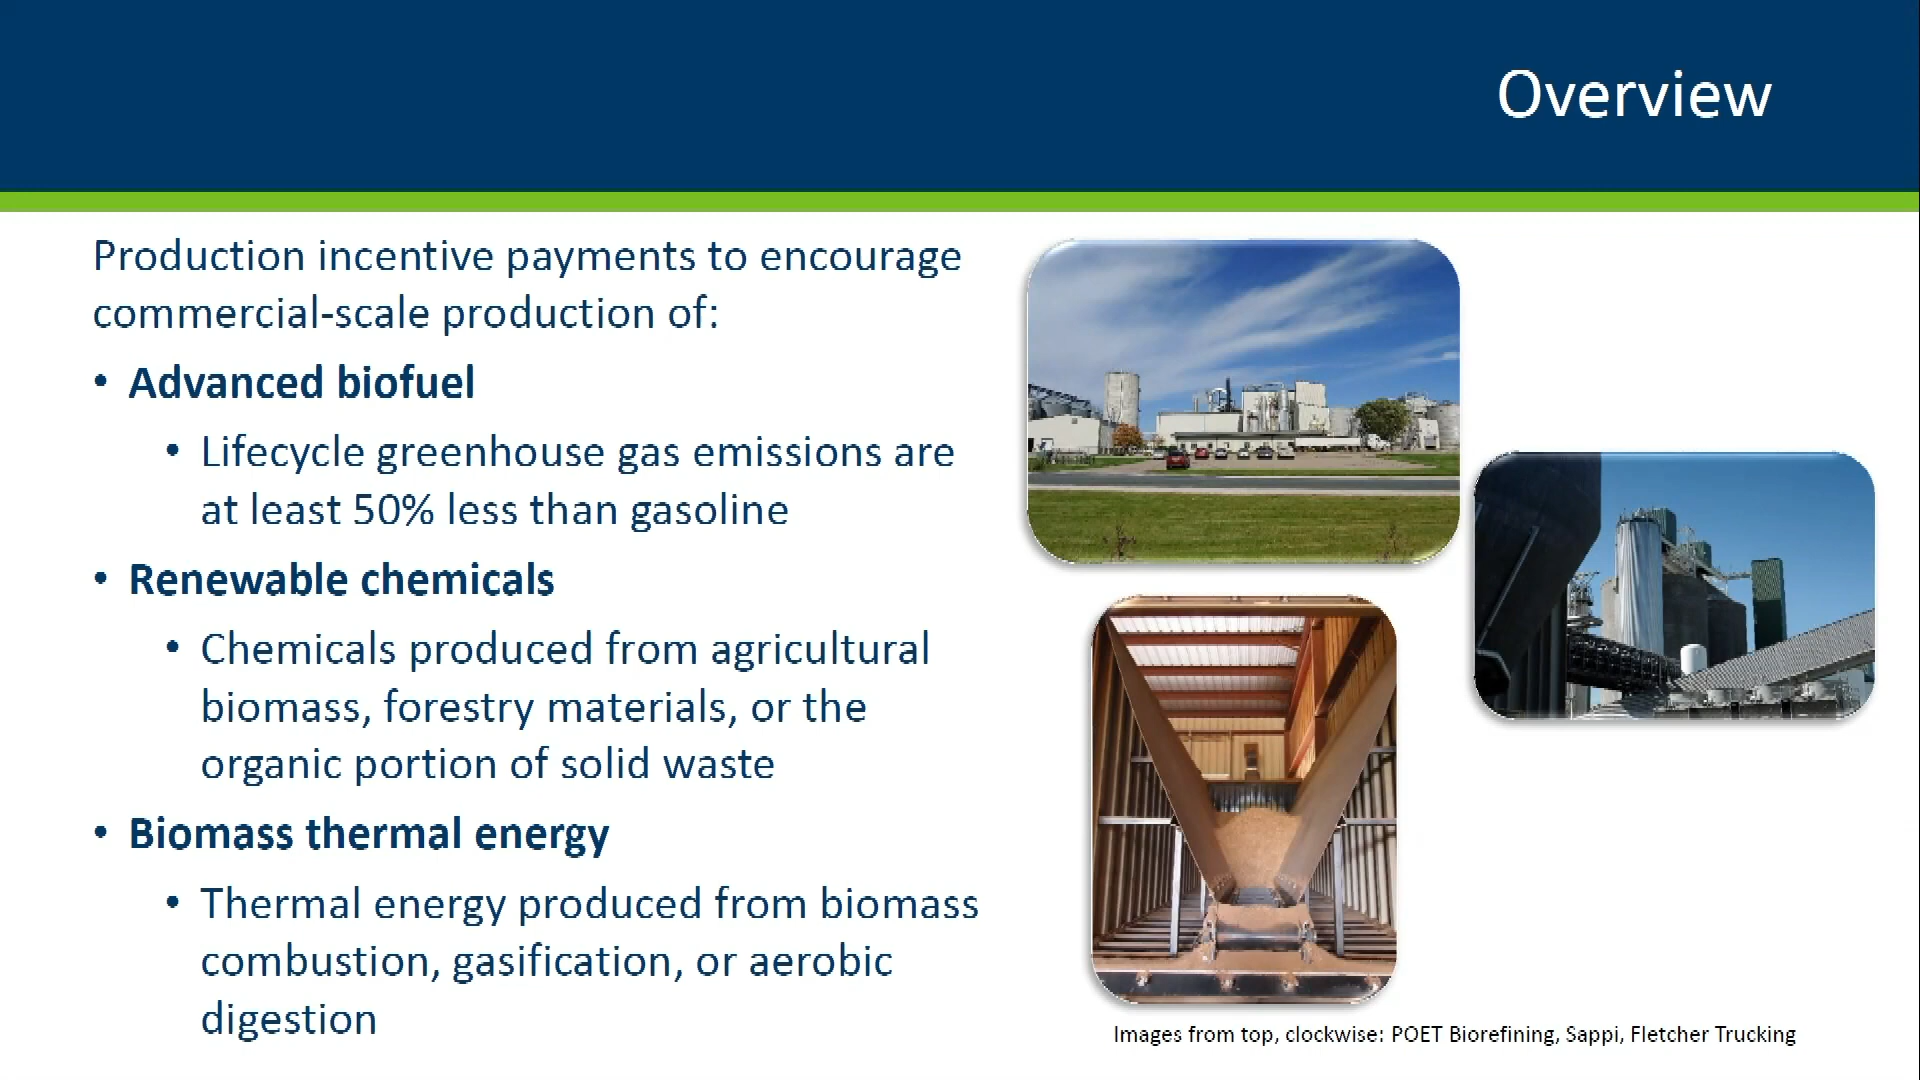 Overview
Production incentive payments to encourage
commercial-scale production of:
• Advanced biofuel
• Lifecycle greenhouse gas emissions are
at least 50% less than gasoline
• Renewable chemicals
• Chemicals produced from agricultural
biomass, forestry materials, or the
organic portion of solid waste
• Biomass thermal energy
• Thermal energy produced from biomass
combustion, gasification, or aerobic
digestion
Images from top, clockwise: POET Biorefining, Sappi, Fletcher Trucking